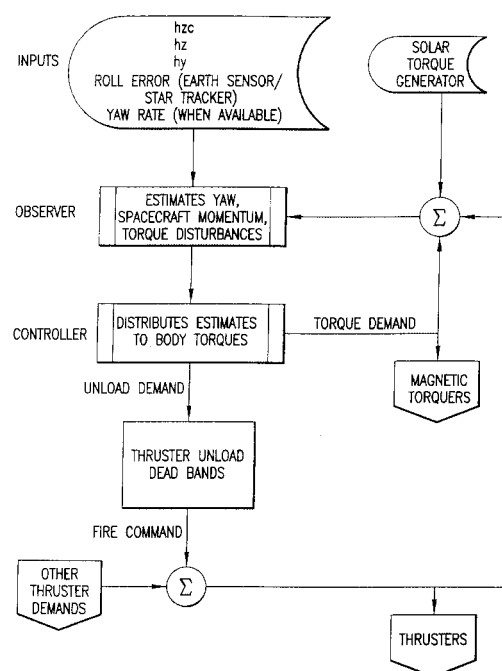 INPUTS
hzc
hz
hy
ROLL ERROR (EARTH SENSOR/
STAR TRACKER)
YAW RATE (WHEN AVAILABLE)
SOLAR
TORQUE
GENERATOR
OBSERVER
ESTIMATES YAW,
SPACECRAFT MOMENTUM,
TORQUE DISTURBANCES
Σ
CONTROLLER
DISTRIBUTES ESTIMATES
TO BODY TORQUES
TORQUE DEMAND
MAGNETIC
TORQUERS
UNLOAD DEMAND
THRUSTER UNLOAD
DEAD BANDS
FIRE COMMAND
OTHER
THRUSTER
DEMANDS
Σ
THRUSTERS